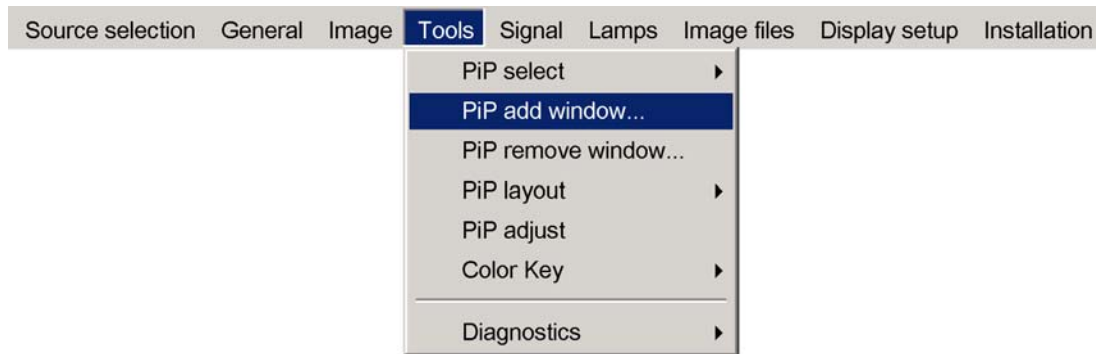 Source selection General Image Tools Signal Lamps Image files Display setup Installation
PiP select
PiP add window...
PiP remove window...
PiP layout
PiP adjust
Color Key
Diagnostics